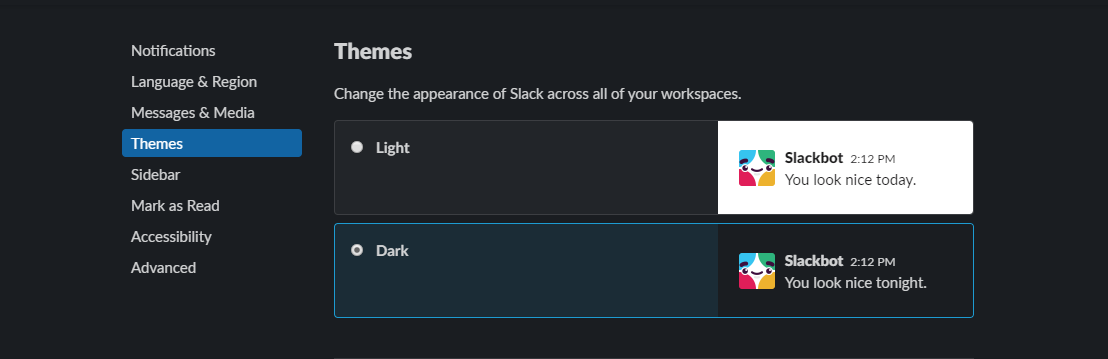 Notifications
Language & Region
Messages & Media
Themes
Sidebar
Mark as Read
Accessibility
Advanced
Themes
Change the appearance of Slack across all of your workspaces.
Light
Slackbot 2:12 PM
You look nice today.
Dark
Slackbot 2:12 PM
You look nice tonight.